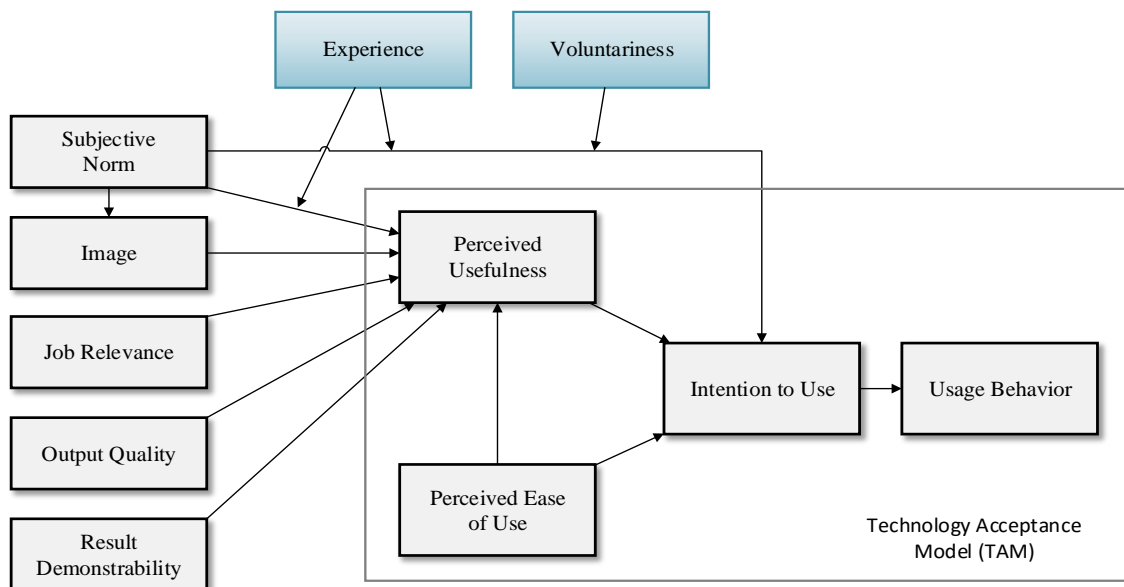 Experience
Voluntariness
Subjective
Norm
Image
Perceived
Usefulness
Job Relevance
Intention to Use
Usage Behavior
Output Quality
Perceived Ease
of Use
Result
Demonstrability
Technology Acceptance
Model (TAM)